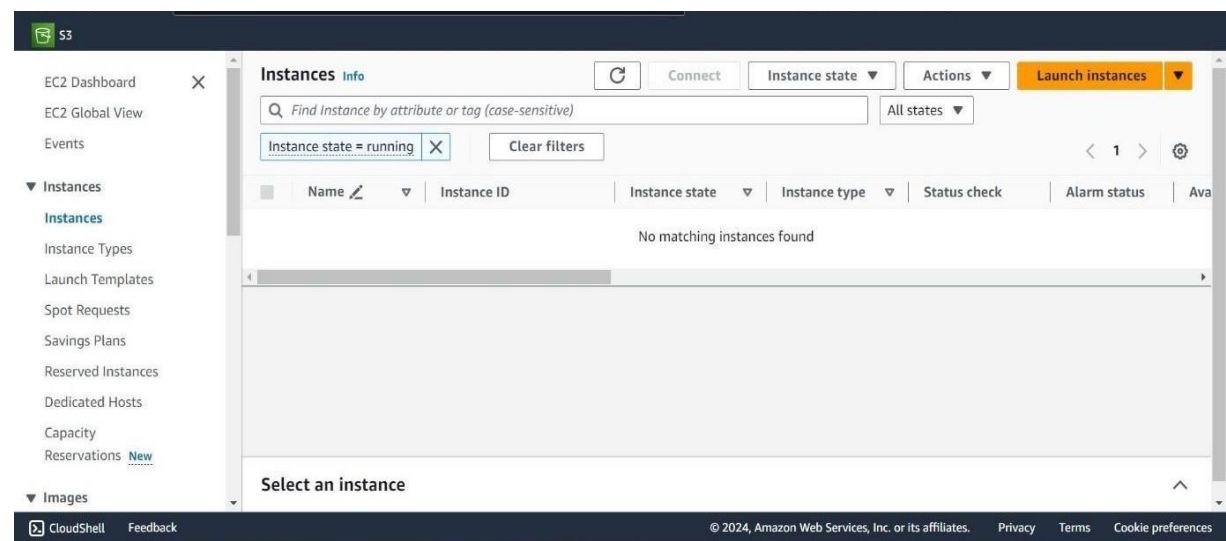 S3
EC2 Dashboard
EC2 Global View
Events
Instances
Instances
Instance Types
Launch Templates
Spot Requests
Savings Plans
Reserved Instances
Dedicated Hosts
Capacity
Reservations New
Images
Instances Info
Connect Instance state Actions Launch instances
Find Instance by attribute or tag (case-sensitive) All states
Instance state = running Clear filters
1
Name Instance ID Instance state Instance type Status check Alarm status Ava
No matching instances found
Select an instance
CloudShell Feedback © 2024, Amazon Web Services, Inc. or its affiliates. Privacy Terms Cookie preferences